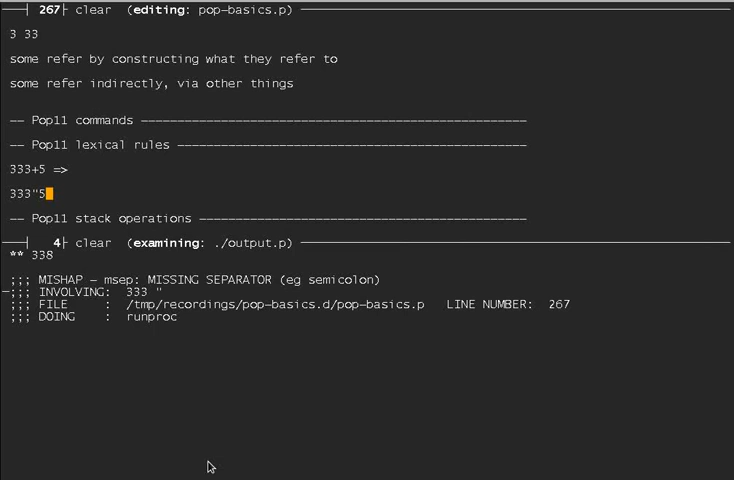 267 clear (editing: pop-basics.p)
3 33
some refer by constructing what they refer to
some refer indirectly, via other things
-- Pop11 commands ------------------------------------------------
-- Pop11 lexical rules -------------------------------------------
333+5 =>
333"5
-- Pop11 stack operations ----------------------------------------
4 clear (examining: ./output.p)
** 338
;;; MISHAP - msep: MISSING SEPARATOR (eg semicolon)
;;; INVOLVING:  333 "
;;; FILE     :  /tmp/recordings/pop-basics.d/pop-basics.p   LINE NUMBER:  267
;;; DOING    :  runproc